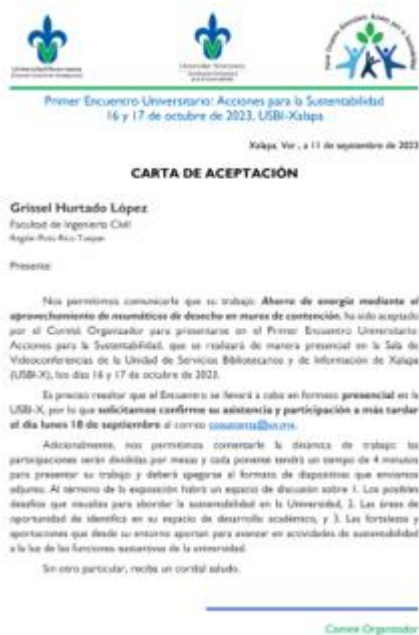 Universidad Veracruzana
Universidad Veracruzana
Primer Encuentro Universitario: Acciones para la Sustentabilidad
16 y 17 de octubre de 2023, USBI-Xalapa
Xalapa, Ver., a 11 de septiembre de 2023
CARTA DE ACEPTACIÓN
Grissel Hurtado López
Facultad de Ingeniería Civil
Región Poza Rica Tuxpan
Presente
Nos permitimos comunicarle que su trabajo: Ahorro de energía mediante el
aprovechamiento de neumáticos de desecho en muros de contención, ha sido aceptado
por el Comité Organizador para presentarse en el Primer Encuentro Universitario:
Acciones para la Sustentabilidad, que se realizará de manera presencial en la Sala de
Videoconferencias de la Unidad de Servicios Bibliotecarios y de Información de Xalapa
(USBI-X), los días 16 y 17 de octubre de 2023.
Es preciso resaltar que el Encuentro se llevará a cabo en formato presencial en la
USBI-X, por lo que solicitamos confirme su asistencia y participación a más tardar
el día lunes 18 de septiembre al correo
Adicionalmente, nos permitimos comentarle la dinámica de trabajo: las
participaciones serán divididas por mesas y cada ponente tendrá un tiempo de 4 minutos
para presentar su trabajo y deberá apegarse al formato de diapositivas que enviamos
adjunto. Al término de la exposición habrá un espacio de discusión sobre 1. Los posibles
desafíos que visualiza para abordar la sustentabilidad en la Universidad, 2. Las áreas de
oportunidad de identifica en su espacio de desarrollo académico, y 3. Las fortalezas y
aportaciones que desde su entorno aportan para avanzar en actividades de sustentabilidad
a la luz de las funciones sustantivas de la universidad.
Sin otro particular, reciba un cordial saludo.
Comité Organizador